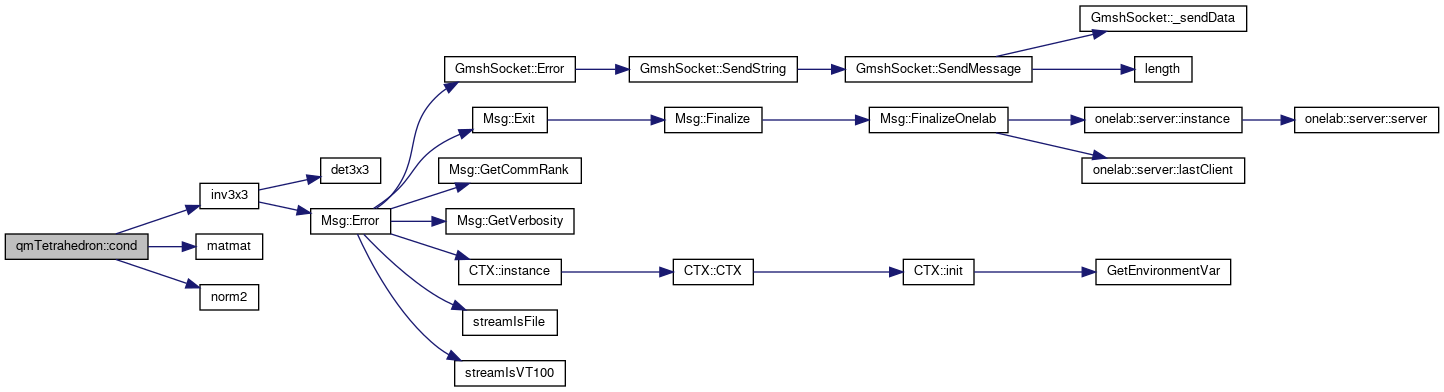 GmshSocket::_sendData
GmshSocket::Error
GmshSocket::SendString
GmshSocket::SendMessage
length
Msg::Exit
Msg::Finalize
Msg::FinalizeOnelab
onelab::server::instance
onelab::server::server
det3x3
Msg::GetCommRank
onelab::server::lastClient
inv3x3
Msg::Error
Msg::GetVerbosity
qmTetrahedron::cond
matmat
CTX::instance
CTX::CTX
CTX::init
GetEnvironmentVar
norm2
streamIsFile
streamIsVT100